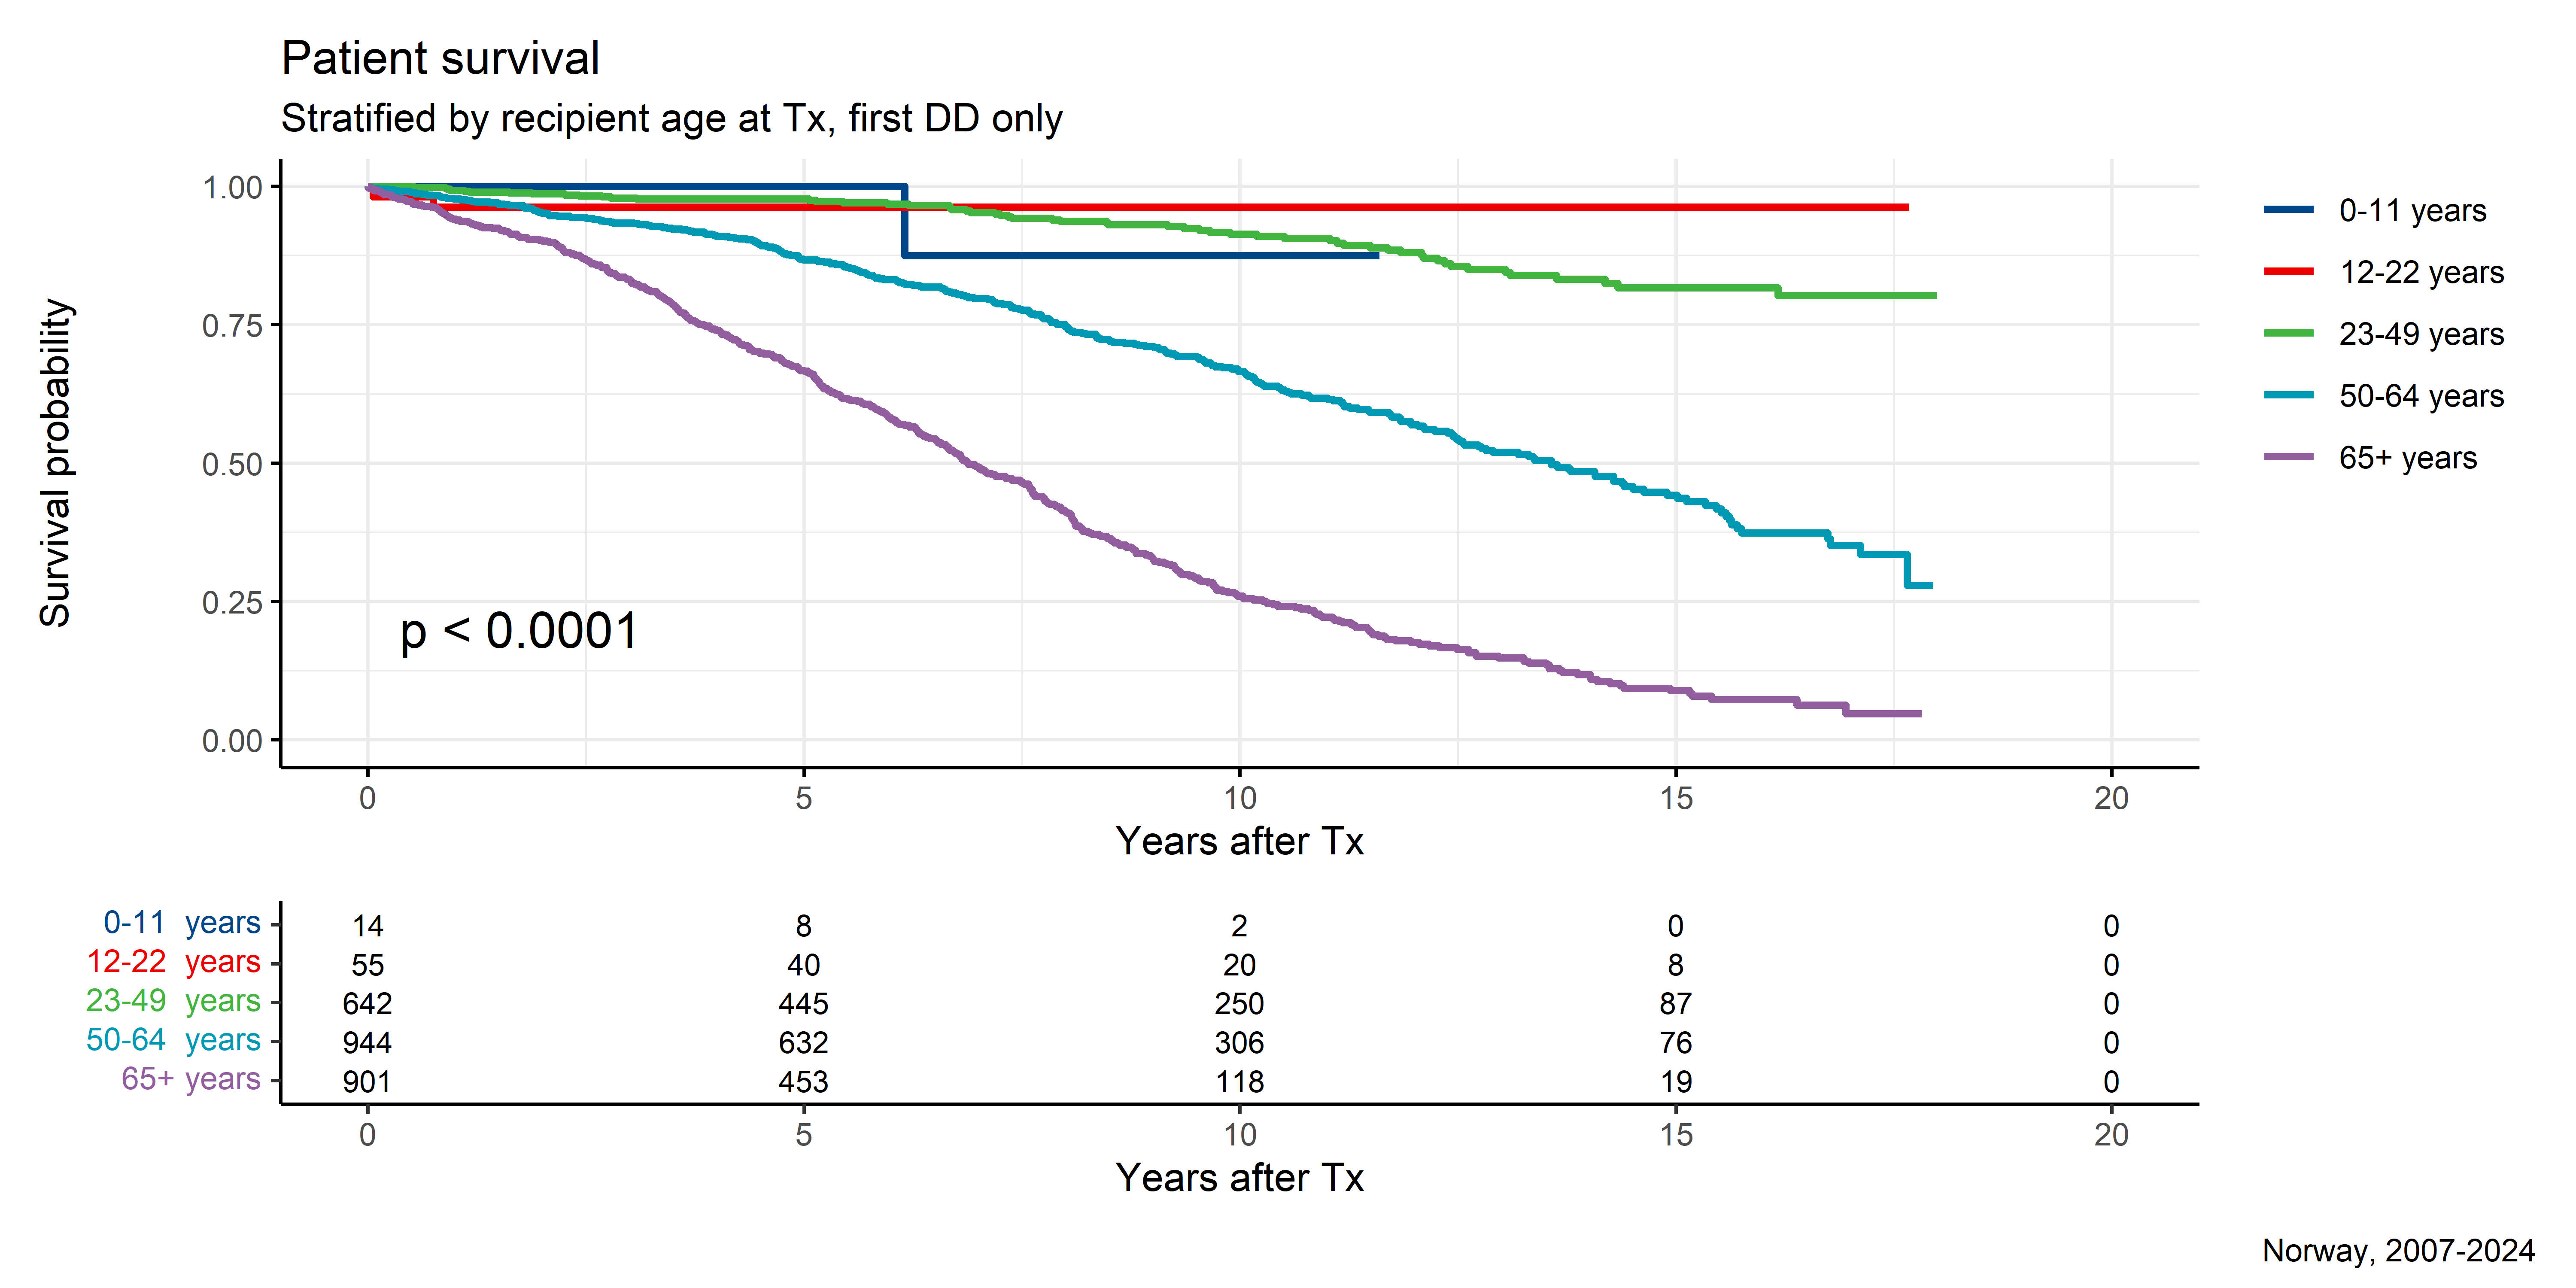 Patient survival
Stratified by recipient age at Tx, first DD only
Survival probability
1.00
0.75
0.50
0.25
0.00
p < 0.0001
0 5 10 15 20
Years after Tx
0-11 years
12-22 years
23-49 years
50-64 years
65+ years
0-11 years 14 8 2 0 0
12-22 years 55 40 20 8 0
23-49 years 642 445 250 87 0
50-64 years 944 632 306 76 0
65+ years 901 453 118 19 0
0 5 10 15 20
Years after Tx
Norway, 2007-2024